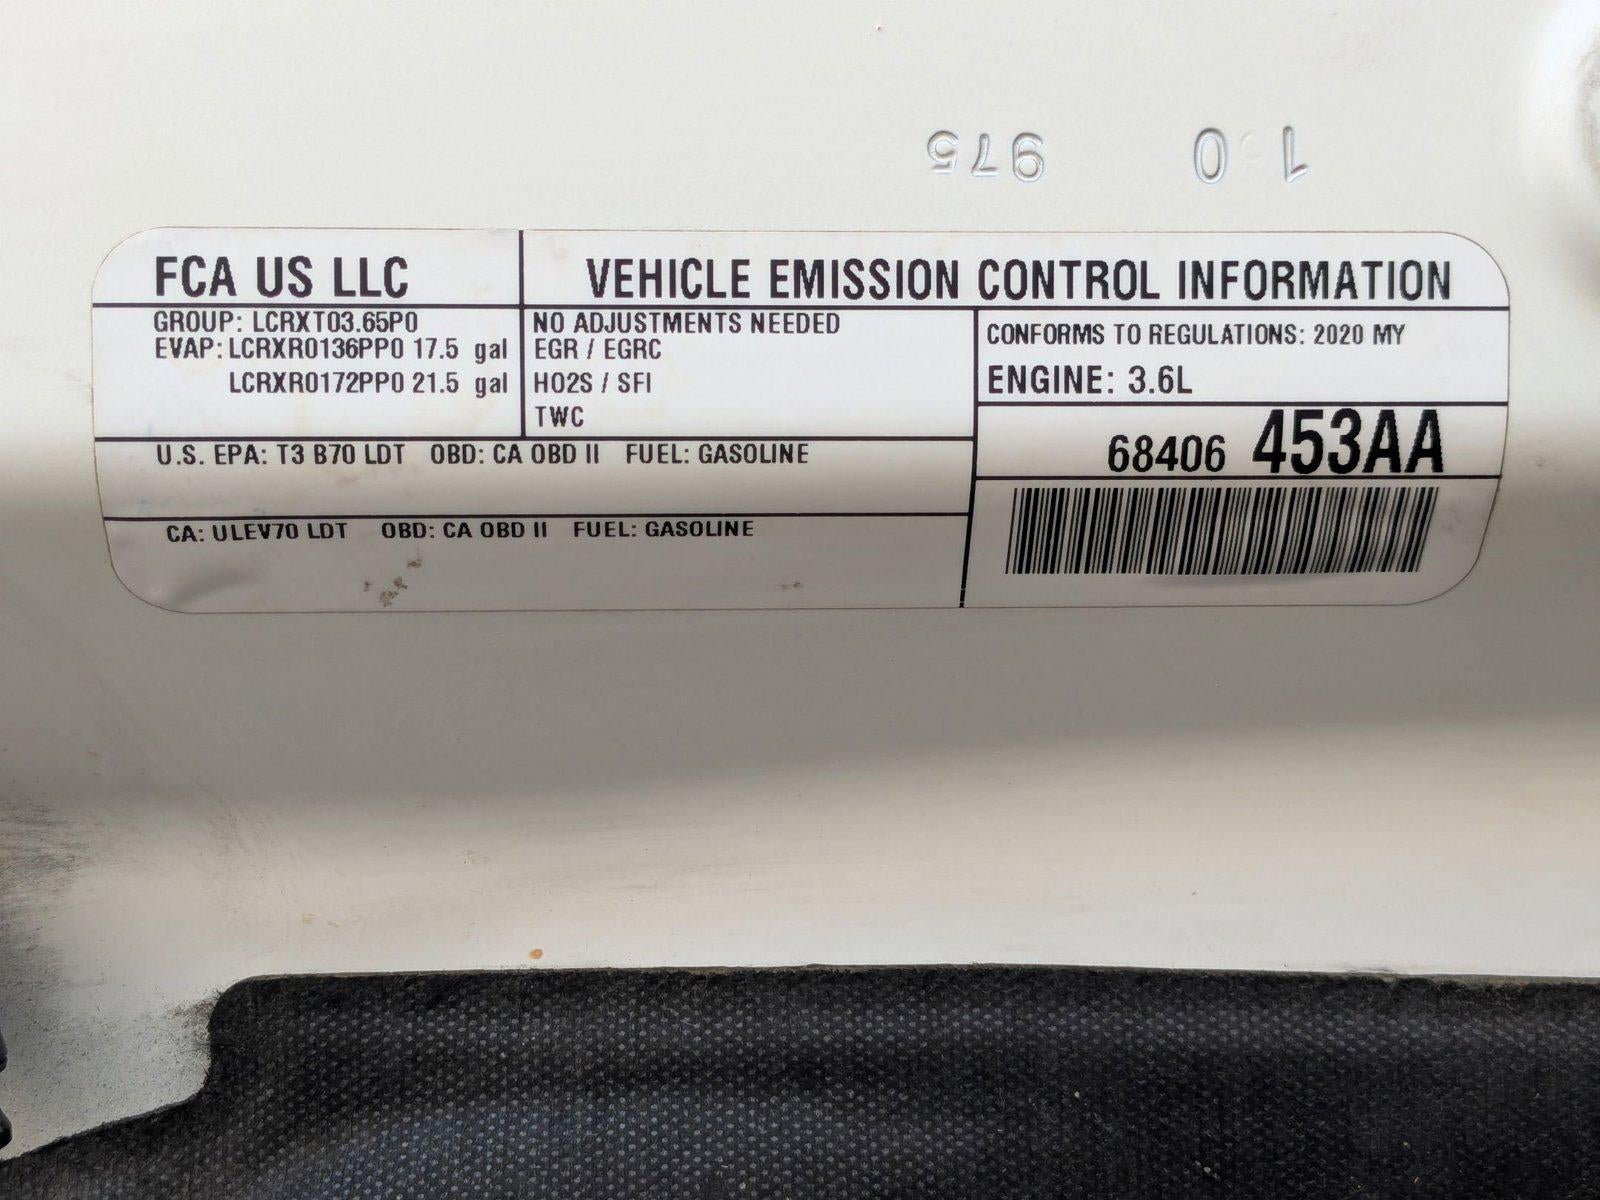 975 0 1
FCA US LLC
VEHICLE EMISSION CONTROL INFORMATION
GROUP: LCRXT03.65P0
EVAP: LCRXR0136PP0 17.5 gal
LCRXR0172PP0 21.5 gal
NO ADJUSTMENTS NEEDED
EGR / EGRC
HO2S / SFI
TWC
CONFORMS TO REGULATIONS: 2020 MY
ENGINE: 3.6L
68406 453AA
U.S. EPA: T3 B70 LDT OBD: CA OBD II FUEL: GASOLINE
CA: ULEV70 LDT OBD: CA OBD II FUEL: GASOLINE